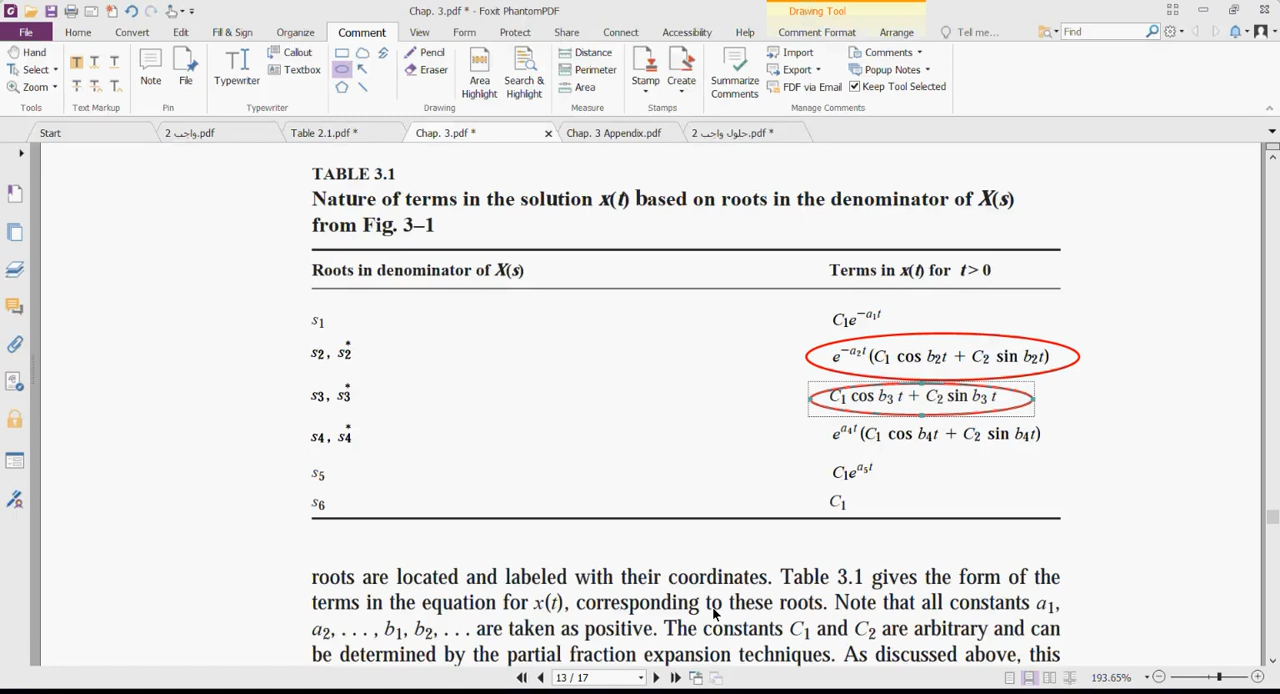 Chap. 3.pdf * - Foxit PhantomPDF
Drawing Tool
File Home Convert Edit Fill & Sign Organize Comment View Form Protect Share Connect Accessibility Help Comment Format Arrange Tell me... Find
Hand
Select
Zoom
Tools
Text Markup
Note
File
Pin
Typewriter
Callout
Textbox
Typewriter
Pencil
Eraser
Drawing
Area Highlight
Search & Highlight
Distance
Perimeter
Area
Measure
Stamp
Create
Stamps
Summarize Comments
Import
Export
FDF via Email
Comments
Popup Notes
Keep Tool Selected
Manage Comments
Start
واجب 2.pdf
Table 2.1.pdf *
Chap. 3.pdf *
Chap. 3 Appendix.pdf
حلول واجب 2.pdf *
TABLE 3.1
Nature of terms in the solution x(t) based on roots in the denominator of X(s)
from Fig. 3–1
Roots in denominator of X(s) Terms in x(t) for t > 0
s₁ C₁e^(−a₁t)
s₂, s₂* e^(−a₂t)(C₁ cos b₂t + C₂ sin b₂t)
s₃, s₃* C₁ cos b₃ t + C₂ sin b₃ t
s₄, s₄* e^(a₄t)(C₁ cos b₄t + C₂ sin b₄t)
s₅ C₁e^(a₅t)
s₆ C₁
roots are located and labeled with their coordinates. Table 3.1 gives the form of the
terms in the equation for x(t), corresponding to these roots. Note that all constants a₁,
a₂, . . . , b₁, b₂, . . . are taken as positive. The constants C₁ and C₂ are arbitrary and can
be determined by the partial fraction expansion techniques. As discussed above, this
13 / 17
193.65%